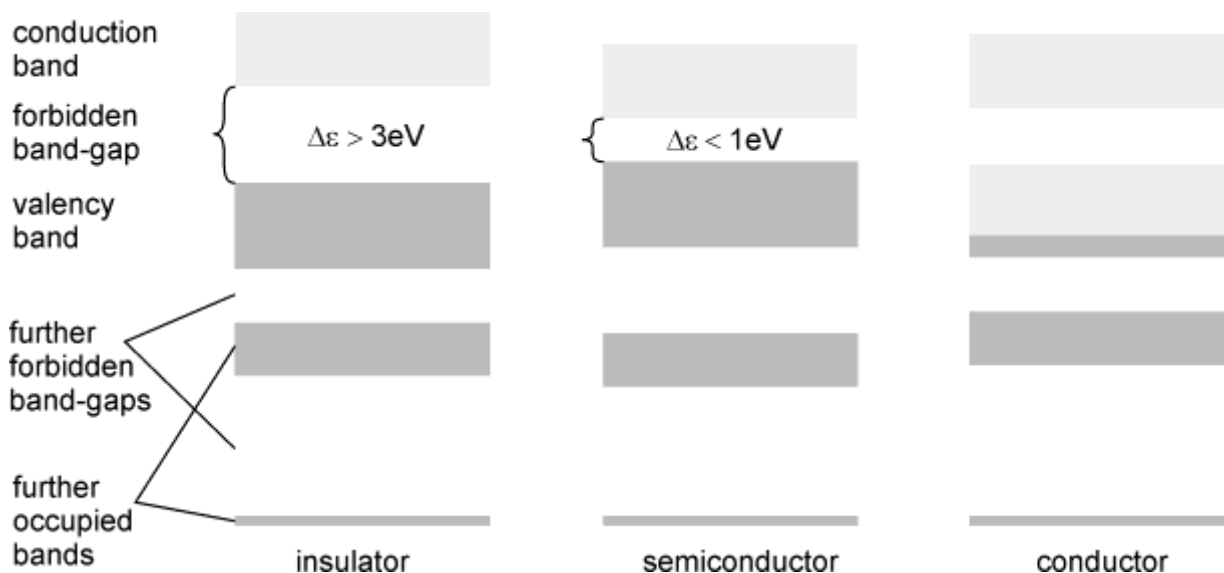 conduction
band
forbidden
band-gap
Δε > 3eV
Δε < 1eV
valency
band
further
forbidden
band-gaps
further
occupied
bands
insulator
semiconductor
conductor